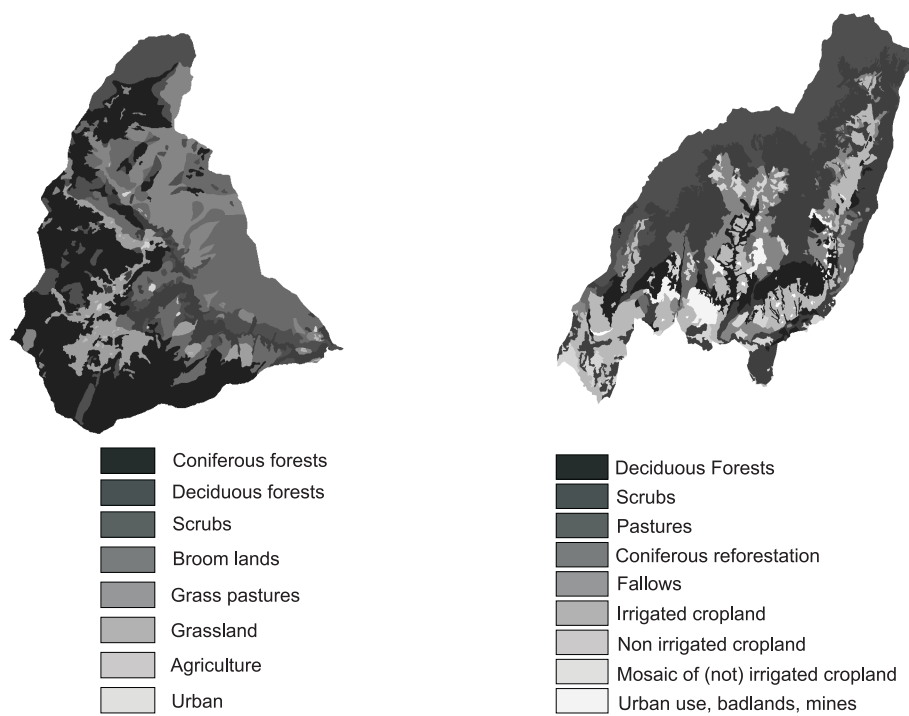 Coniferous forests
Deciduous forests
Scrubs
Broom lands
Grass pastures
Grassland
Agriculture
Urban
Deciduous Forests
Scrubs
Pastures
Coniferous reforestation
Fallows
Irrigated cropland
Non irrigated cropland
Mosaic of (not) irrigated cropland
Urban use, badlands, mines